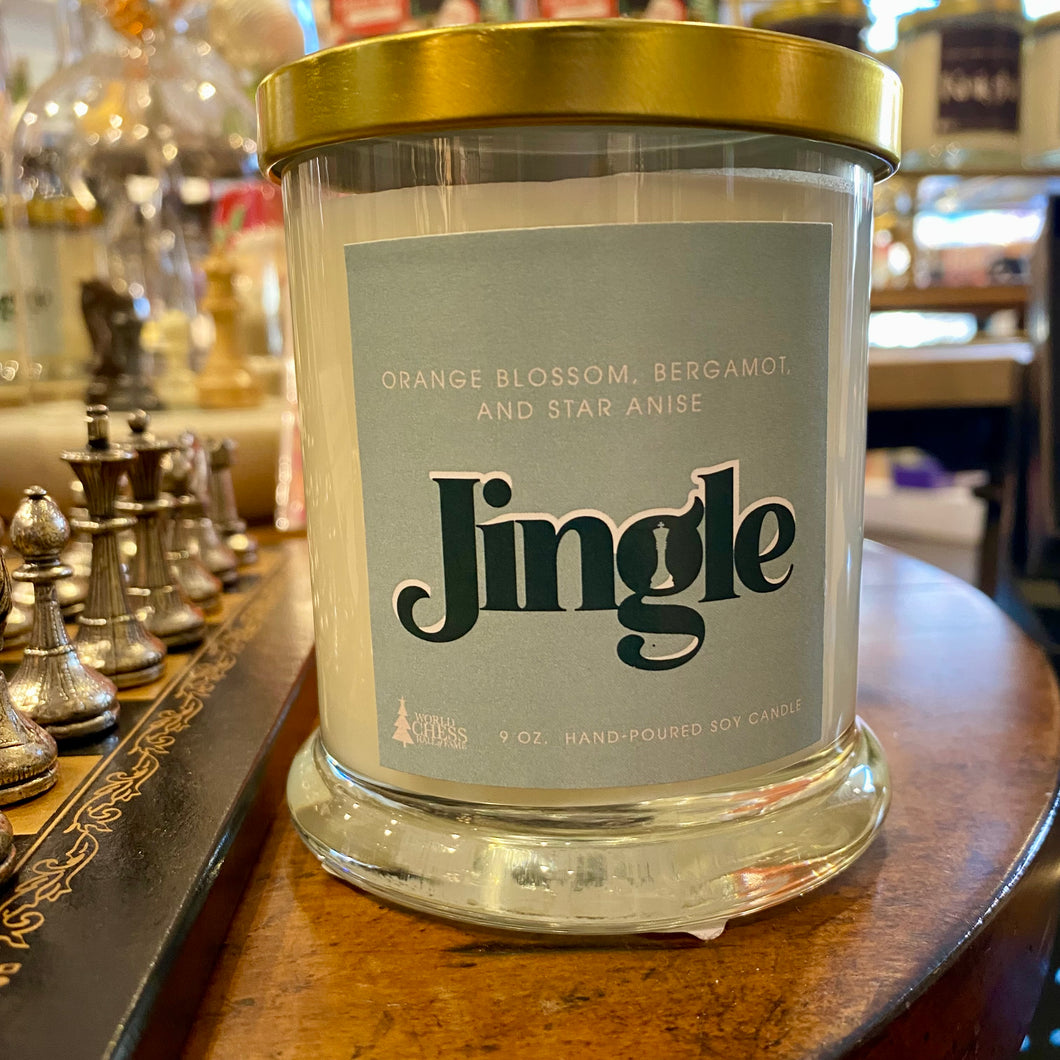 ORANGE BLOSSOM, BERGAMOT,
AND STAR ANISE
Jingle
WORLD
CHESS
HALL of FAME
9 OZ. HAND-POURED SOY CANDLE